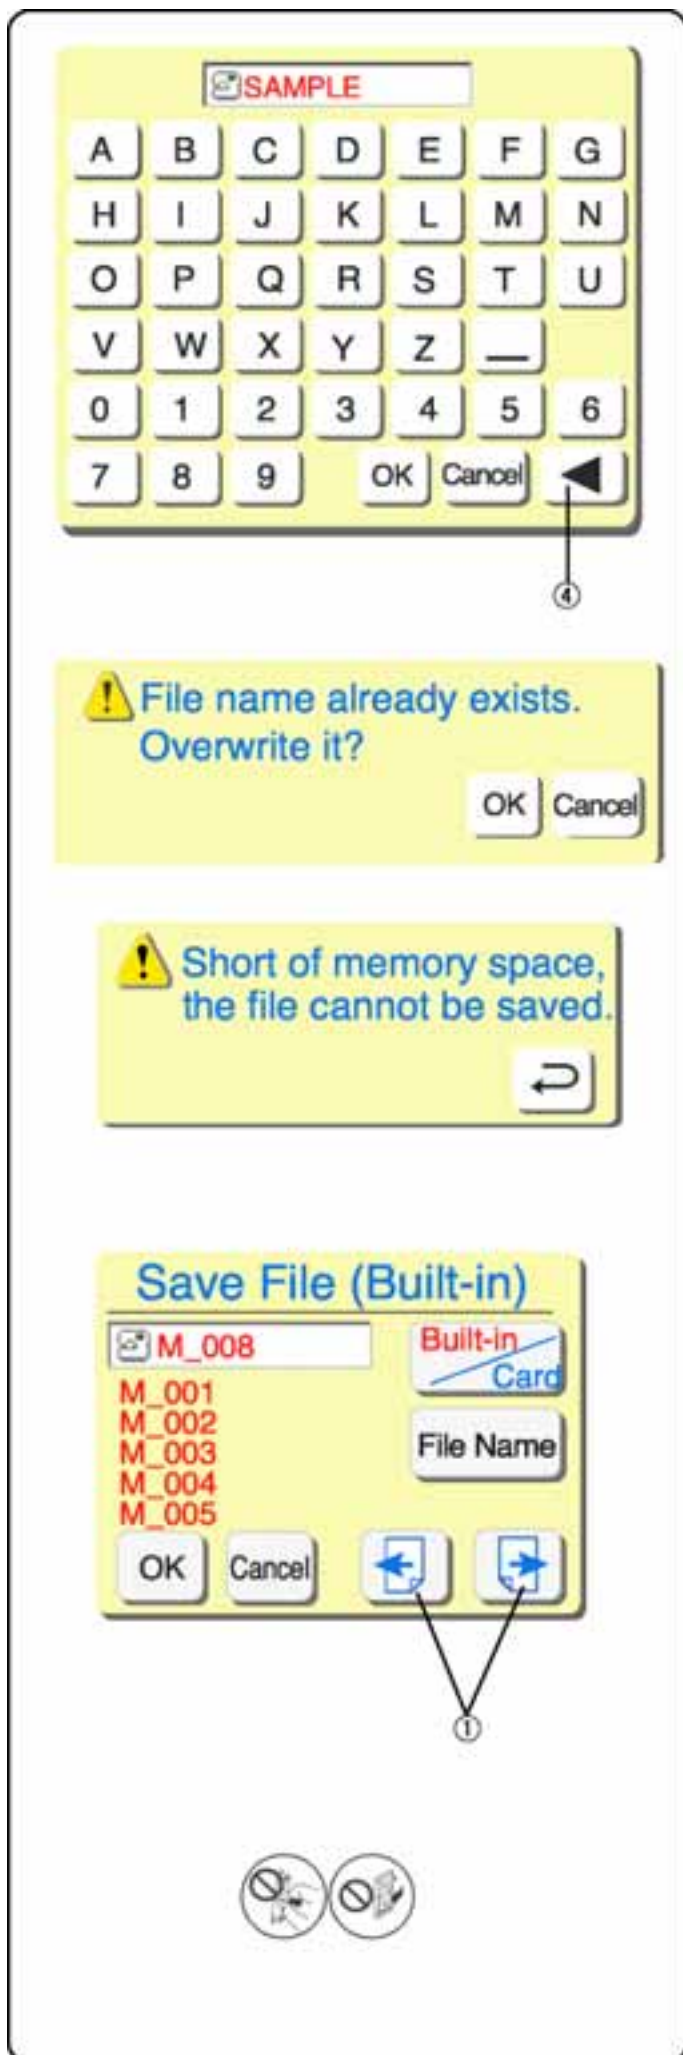 SAMPLE
A B C D E F G
H I J K L M N
O P Q R S T U
V W X Y Z _
0 1 2 3 4 5 6
7 8 9 OK Cancel
④
File name already exists.
Overwrite it?
OK Cancel
Short of memory space,
the file cannot be saved.
Save File (Built-in)
M_008
Built-in
Card
M_001
M_002
M_003
File Name
M_004
M_005
OK Cancel
①